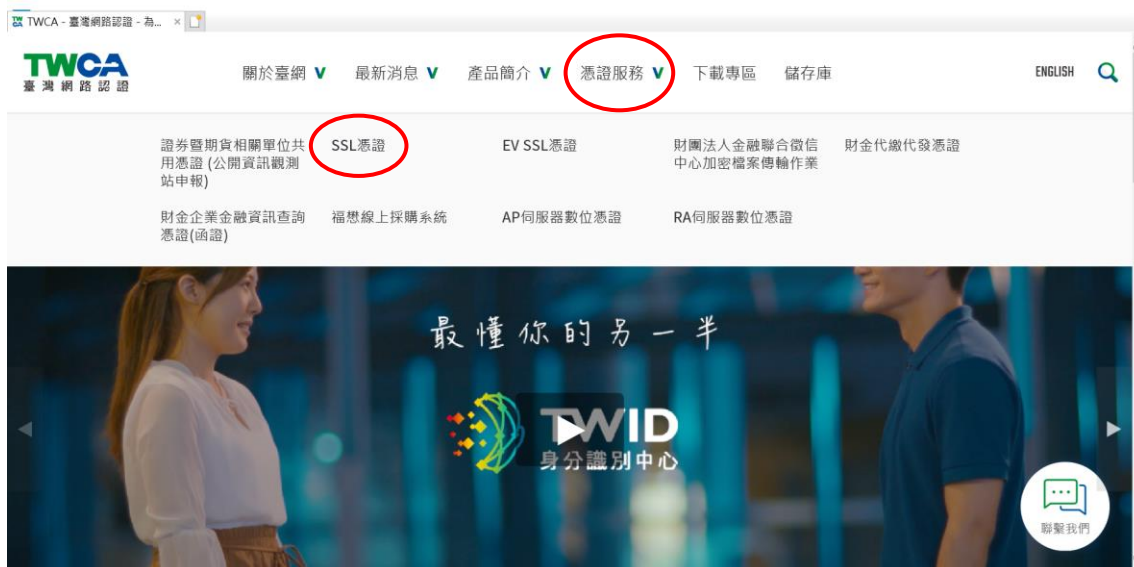 TWCA - 臺灣網路認證 - 為...
TWCA
臺灣網路認證
關於臺網 V 最新消息 V 產品簡介 V 憑證服務 V 下載專區 儲存庫 ENGLISH
證券暨期貨相關單位共
用憑證 (公開資訊觀測
站申報)
SSL憑證
EV SSL憑證
財團法人金融聯合徵信
中心加密檔案傳輸作業
財金代繳代發憑證
財金企業金融資訊查詢
憑證(函證)
福懋線上採購系統
AP伺服器數位憑證
RA伺服器數位憑證
最懂你的另一半
TWID
身分識別中心
聯繫我們